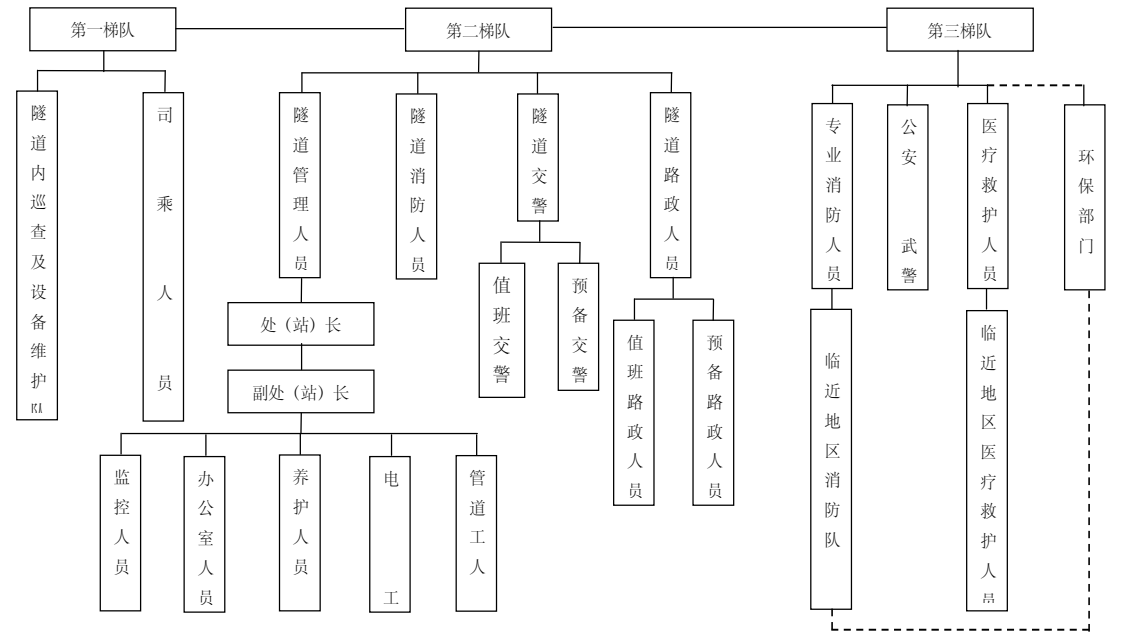 第一梯队
第二梯队
第三梯队
隧道内巡查及设备维护
司乘人员
隧道管理人员
隧道消防人员
隧道交警
隧道路政人员
专业消防人员
公安 武警
医疗救护人员
环保部门
处（站）长
副处（站）长
值班交警
预备交警
值班路政人员
预备路政人员
临近地区消防队
临近地区医疗救护人员
监控人员
办公室人员
养护人员
电工
管道工人